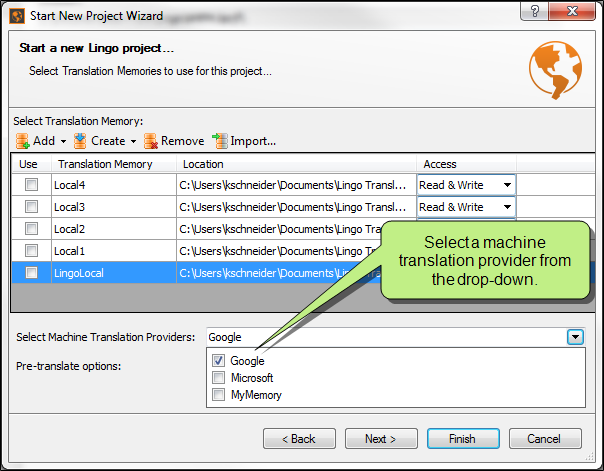 Start New Project Wizard
Start a new Lingo project...
Select Translation Memories to use for this project...
Select Translation Memory:
Add Create Remove Import...
Use Translation Memory Location Access
Local4 C:\Users\kschneider\Documents\Lingo Transl... Read & Write
Local3 C:\Users\kschneider\Documents\Lingo Transl... Read & Write
Local2 C:\Users\kschneider\Documents\Lingo Trans
Local1 C:\Users\kschneider\Documents\Lingo Trans
LingoLocal C:\Users\kschneider\Documents\Lingo
Select a machine
translation provider from
the drop-down.
Select Machine Translation Providers: Google
Google
Pre-translate options:
Microsoft
MyMemory
< Back Next > Finish Cancel